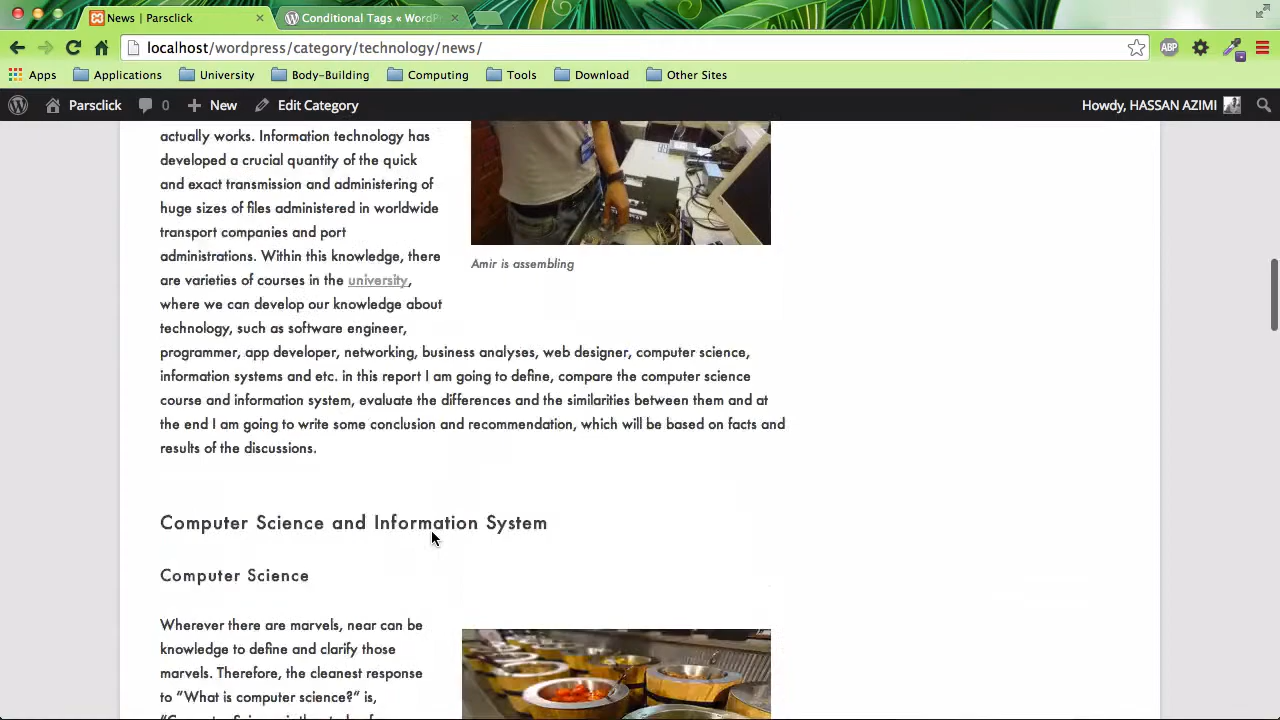 News | Parsclick
Conditional Tags « WordPr
localhost/wordpress/category/technology/news/
ABP
Apps
Applications
University
Body-Building
Computing
Tools
Download
Other Sites
Parsclick
0
New
Edit Category
Howdy, HASSAN AZIMI
actually works. Information technology has
developed a crucial quantity of the quick
and exact transmission and administering of
huge sizes of files administered in worldwide
transport companies and port
administrations. Within this knowledge, there
are varieties of courses in the university,
where we can develop our knowledge about
technology, such as software engineer,
programmer, app developer, networking, business analyses, web designer, computer science,
information systems and etc. in this report I am going to define, compare the computer science
course and information system, evaluate the differences and the similarities between them and at
the end I am going to write some conclusion and recommendation, which will be based on facts and
results of the discussions.
Amir is assembling
Computer Science and Information System
Computer Science
Wherever there are marvels, near can be
knowledge to define and clarify those
marvels. Therefore, the cleanest response
to “What is computer science?” is,